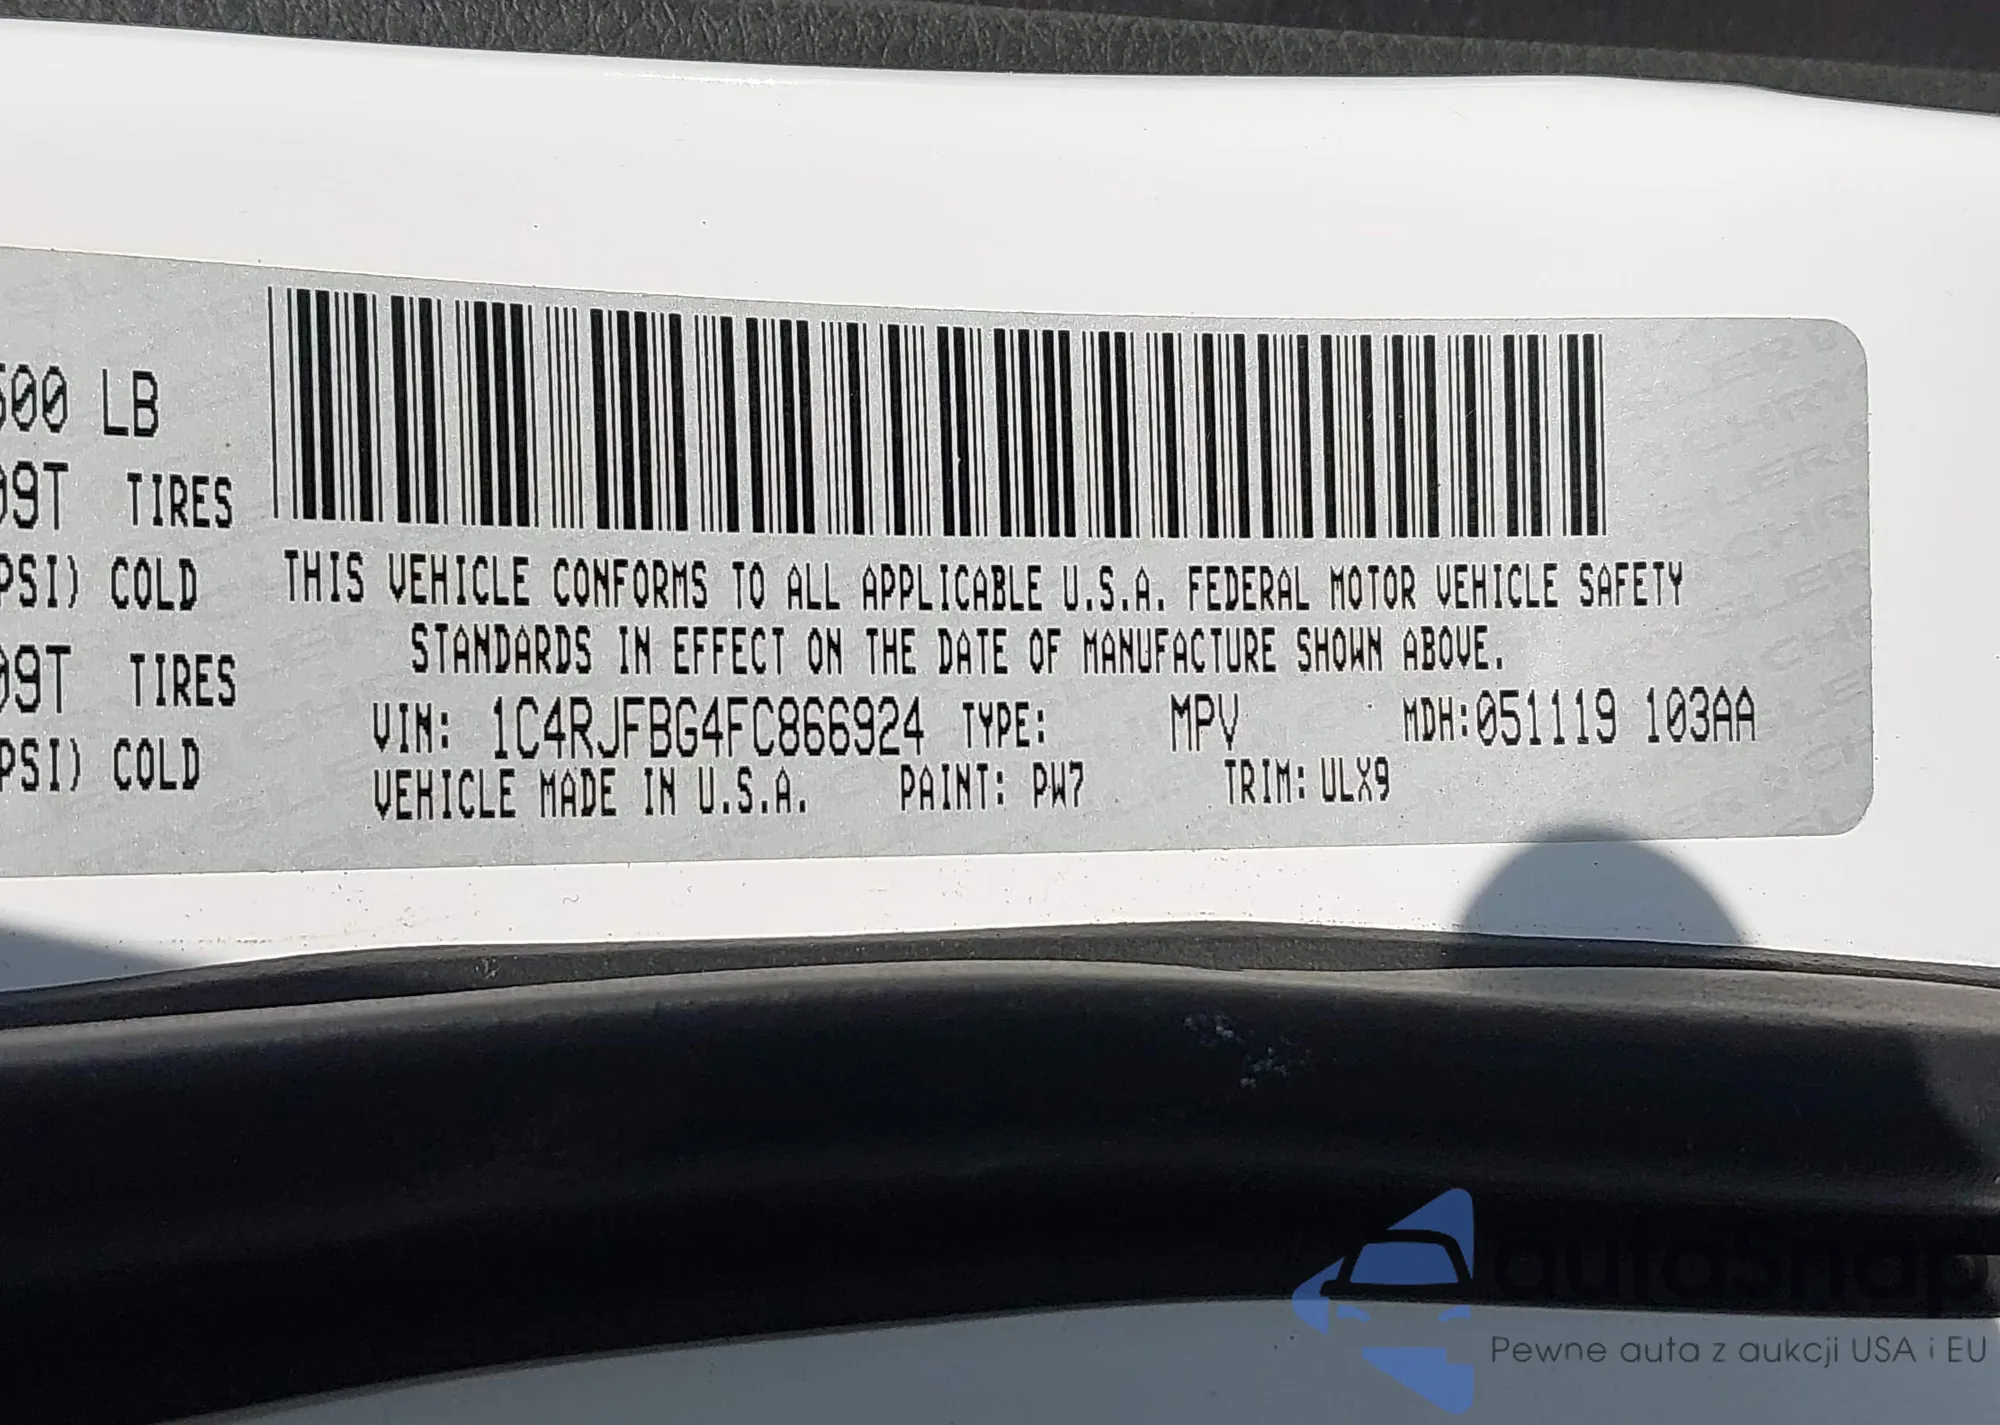 500 LB
09T TIRES
PSI) COLD
09T TIRES
PSI) COLD
THIS VEHICLE CONFORMS TO ALL APPLICABLE U.S.A. FEDERAL MOTOR VEHICLE SAFETY
STANDARDS IN EFFECT ON THE DATE OF MANUFACTURE SHOWN ABOVE.
VIN: 1C4RJFBG4FC866924 TYPE: MPV MDH:051119 103AA
VEHICLE MADE IN U.S.A. PAINT: PW7 TRIM: ULX9
autaSnap
Pewne auta z aukcji USA i EU